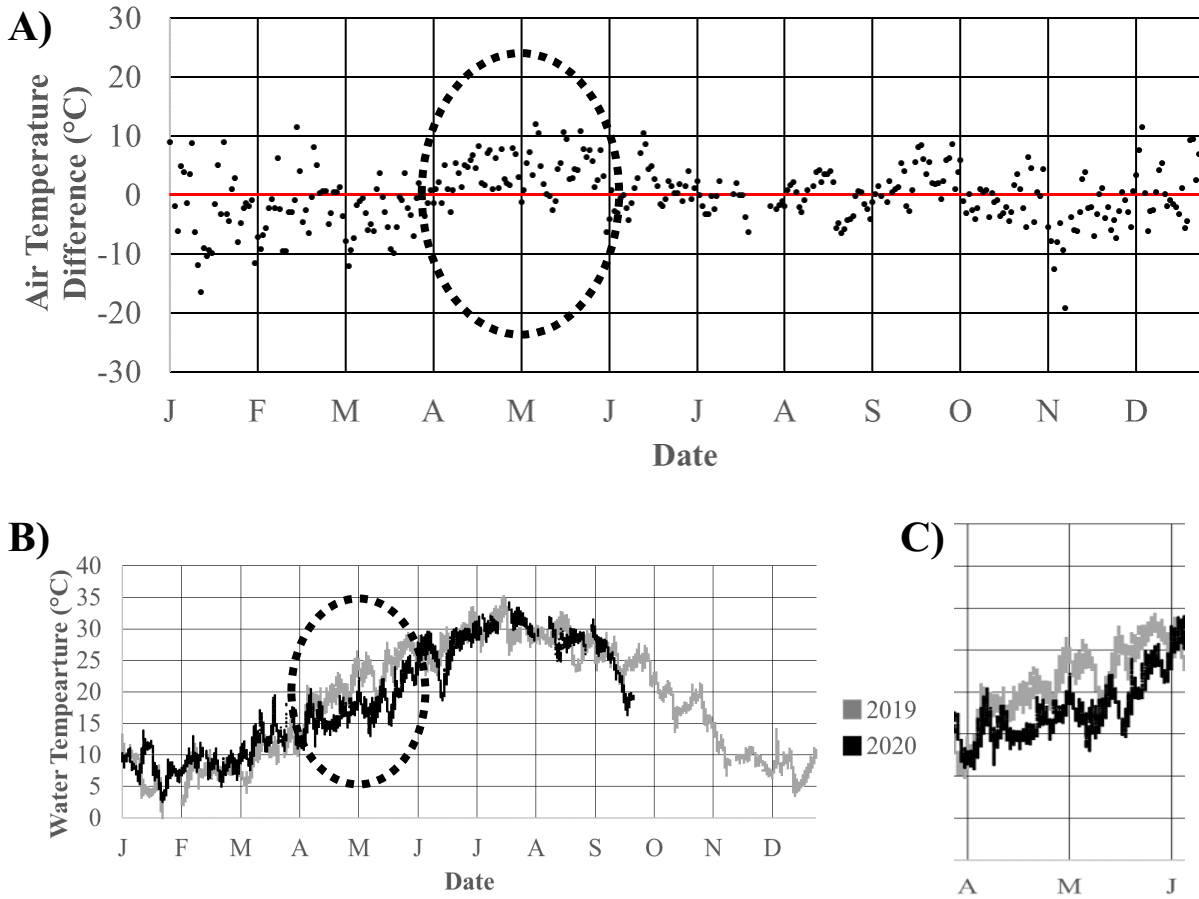 A)
Air Temperature
Difference (°C)
30
20
10
0
-10
-20
-30
J F M A M J J A S O N D
Date
B)
Water Tempearture (°C)
40
35
30
25
20
15
10
5
0
J F M A M J J A S O N D
Date
2019
2020
C)
A M J